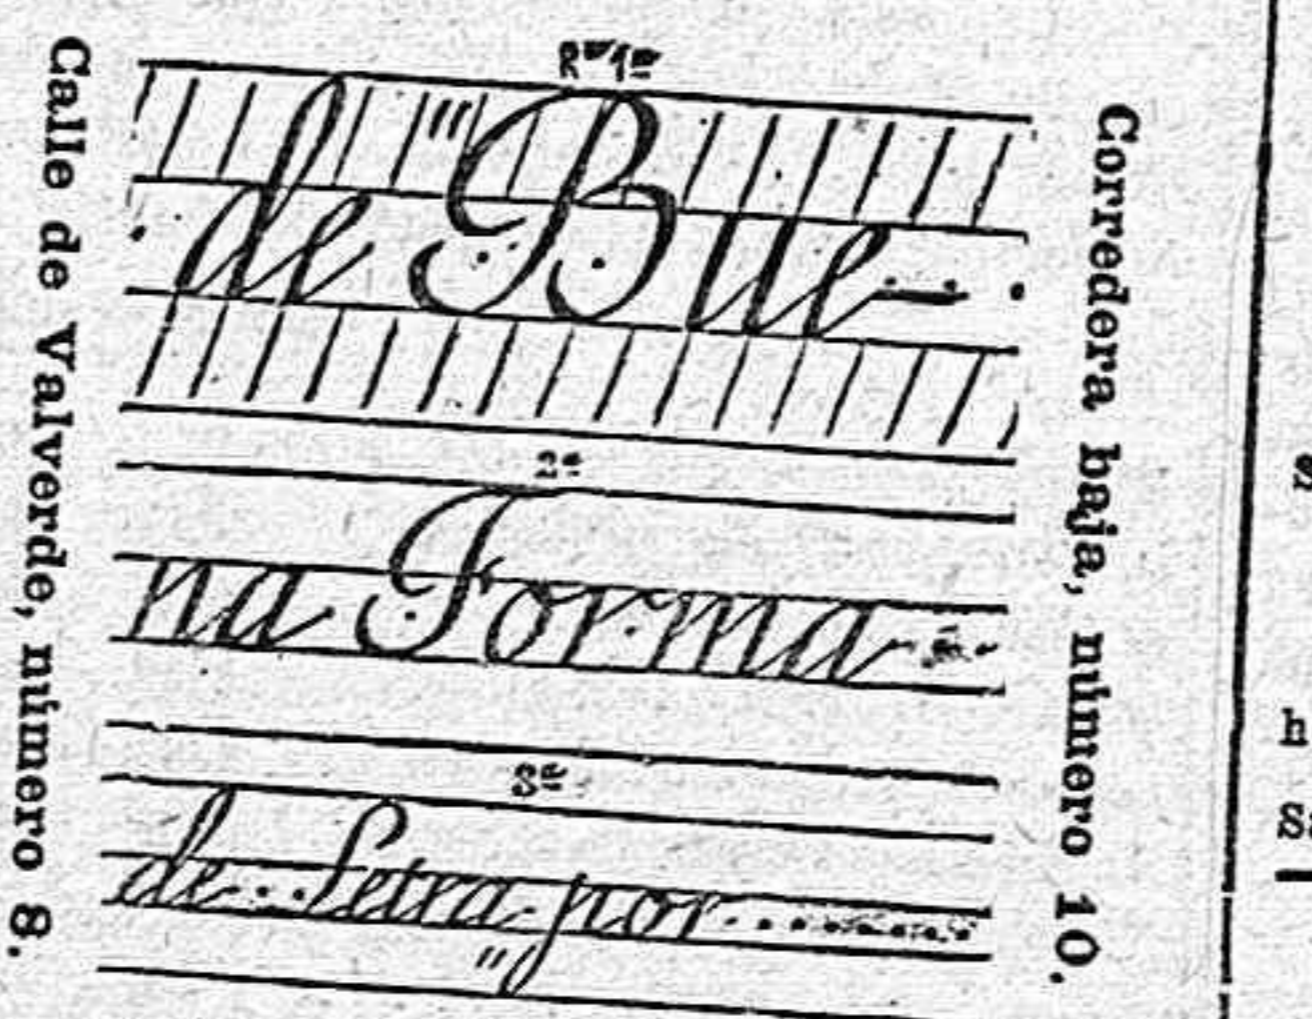 Calle de Valverde, número 8.
Rª 1ª
de "Bue-
2ª
na Forma
3ª
de Letra por
Corredera baja, número 10.